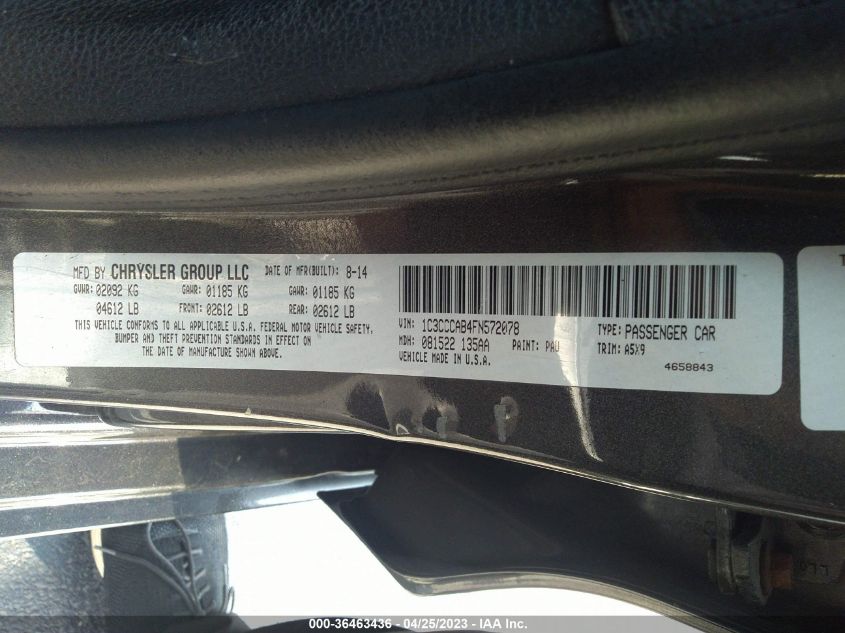 MFD BY CHRYSLER GROUP LLC DATE OF MFR(BUILT): 8-14
GVWR: 02092 KG GAWR: 01185 KG GAWR: 01185 KG
04612 LB FRONT: 02612 LB REAR: 02612 LB
THIS VEHICLE CONFORMS TO ALL APPLICABLE U.S.A. FEDERAL MOTOR VEHICLE SAFETY,
BUMPER AND THEFT PREVENTION STANDARDS IN EFFECT ON
THE DATE OF MANUFACTURE SHOWN ABOVE.
VIN: 1C3CCCAB4FN572078 TYPE: PASSENGER CAR
MDH: 081522 135AA PAINT: PAU TRIM: A5X9
VEHICLE MADE IN U.S.A.
4658843
000-36463436 - 04/25/2023 - IAA Inc.